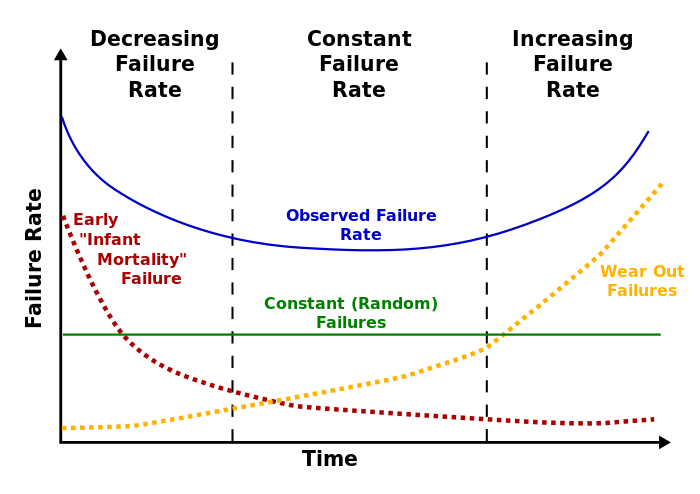 Decreasing
Failure
Rate
Constant
Failure
Rate
Increasing
Failure
Rate
Failure Rate
Early
"Infant
Mortality"
Failure
Observed Failure
Rate
Constant (Random)
Failures
Wear Out
Failures
Time